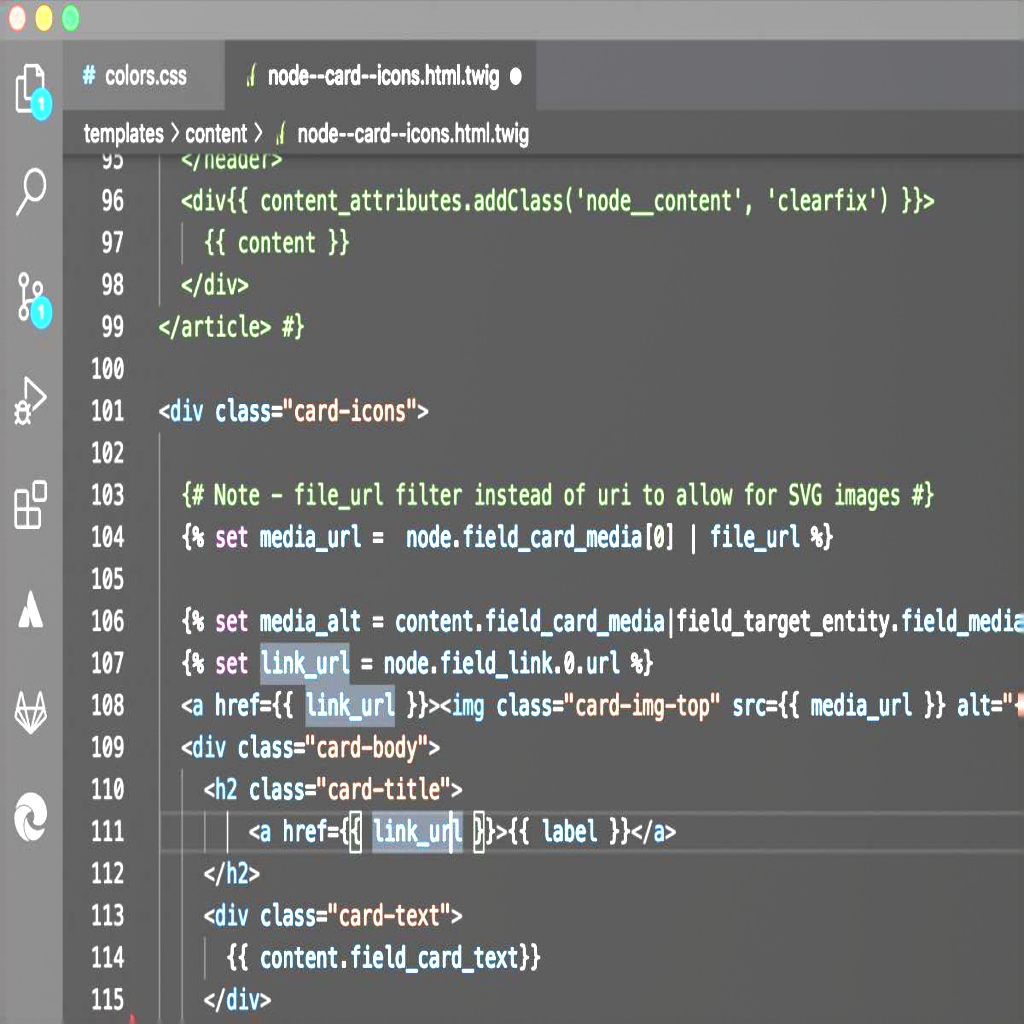 # colors.css node--card--icons.html.twig
templates > content > node--card--icons.html.twig
95 </header>
96 <div{{ content_attributes.addClass('node__content', 'clearfix') }}>
97 {{ content }}
98 </div>
99 </article> #}
100
101 <div class="card-icons">
102
103 {# Note – file_url filter instead of uri to allow for SVG images #}
104 {% set media_url =  node.field_card_media[0] | file_url %}
105
106 {% set media_alt = content.field_card_media|field_target_entity.field_media
107 {% set link_url = node.field_link.0.url %}
108 <a href={{ link_url }}><img class="card-img-top" src={{ media_url }} alt="{
109 <div class="card-body">
110 <h2 class="card-title">
111 <a href={{ link_url }}>{{ label }}</a>
112 </h2>
113 <div class="card-text">
114 {{ content.field_card_text}}
115 </div>
1
1